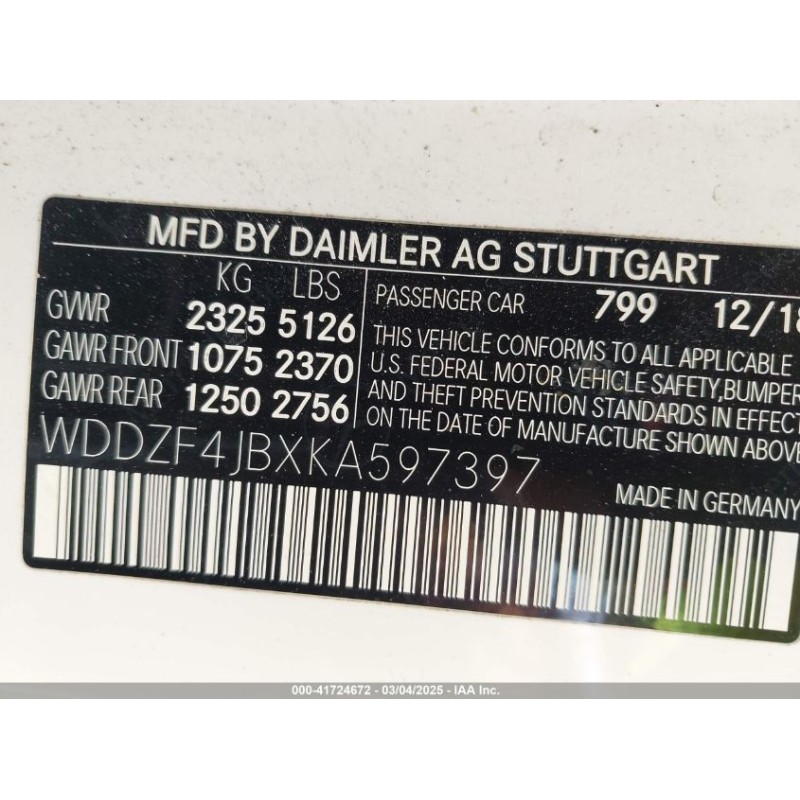 MFD BY DAIMLER AG STUTTGART
KG LBS
GVWR 2325 5126
GAWR FRONT 1075 2370
GAWR REAR 1250 2756
PASSENGER CAR 799 12/18
THIS VEHICLE CONFORMS TO ALL APPLICABLE
U.S. FEDERAL MOTOR VEHICLE SAFETY, BUMPER
AND THEFT PREVENTION STANDARDS IN EFFECT
ON THE DATE OF MANUFACTURE SHOWN ABOVE
WDDZF4JBXKA597397
MADE IN GERMANY
000-41724672 - 03/04/2025 - IAA Inc.